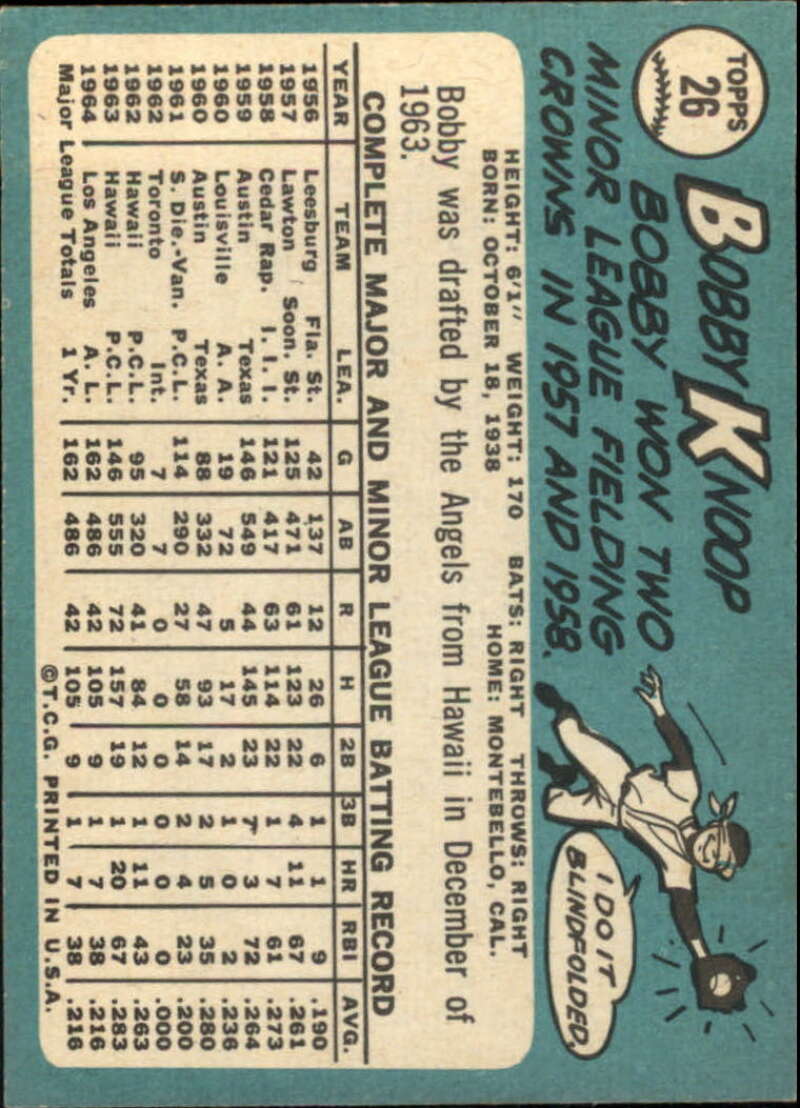 TOPPS
26
BOBBY KNOOP
BOBBY WON TWO
MINOR LEAGUE FIELDING
CROWNS IN 1957 AND 1958.
I DO IT
BLINDFOLDED.
HEIGHT: 6'1" WEIGHT: 170 BATS: RIGHT THROWS: RIGHT
BORN: OCTOBER 18, 1938 HOME: MONTEBELLO, CAL.
Bobby was drafted by the Angels from Hawaii in December of
1963.
COMPLETE MAJOR AND MINOR LEAGUE BATTING RECORD
YEAR TEAM LEA. G AB R H 2B 3B HR RBI AVG.
1956 Leesburg Fla. St. 42 137 12 26 6 1 1 9 .190
1957 Lawton Soon. St. 125 471 61 123 22 4 11 67 .261
1958 Cedar Rap. I. I. I. 121 417 63 114 22 1 7 61 .273
1959 Austin Texas 146 549 44 145 23 7 3 72 .264
1960 Louisville A. A. 19 72 5 17 2 1 0 2 .236
1960 Austin Texas 88 332 47 93 17 2 5 35 .280
1961 S. Die.-Van. P.C.L. 114 290 27 58 14 2 4 23 .200
1962 Toronto Int. 7 7 0 0 0 0 0 0 .000
1962 Hawaii P.C.L. 95 320 41 84 12 1 11 43 .263
1963 Hawaii P.C.L. 146 555 72 157 19 1 20 67 .283
1964 Los Angeles A. L. 162 486 42 105 9 1 7 38 .216
Major League Totals 1 Yr. 162 486 42 105 9 1 7 38 .216
©T.C.G. PRINTED IN U.S.A.